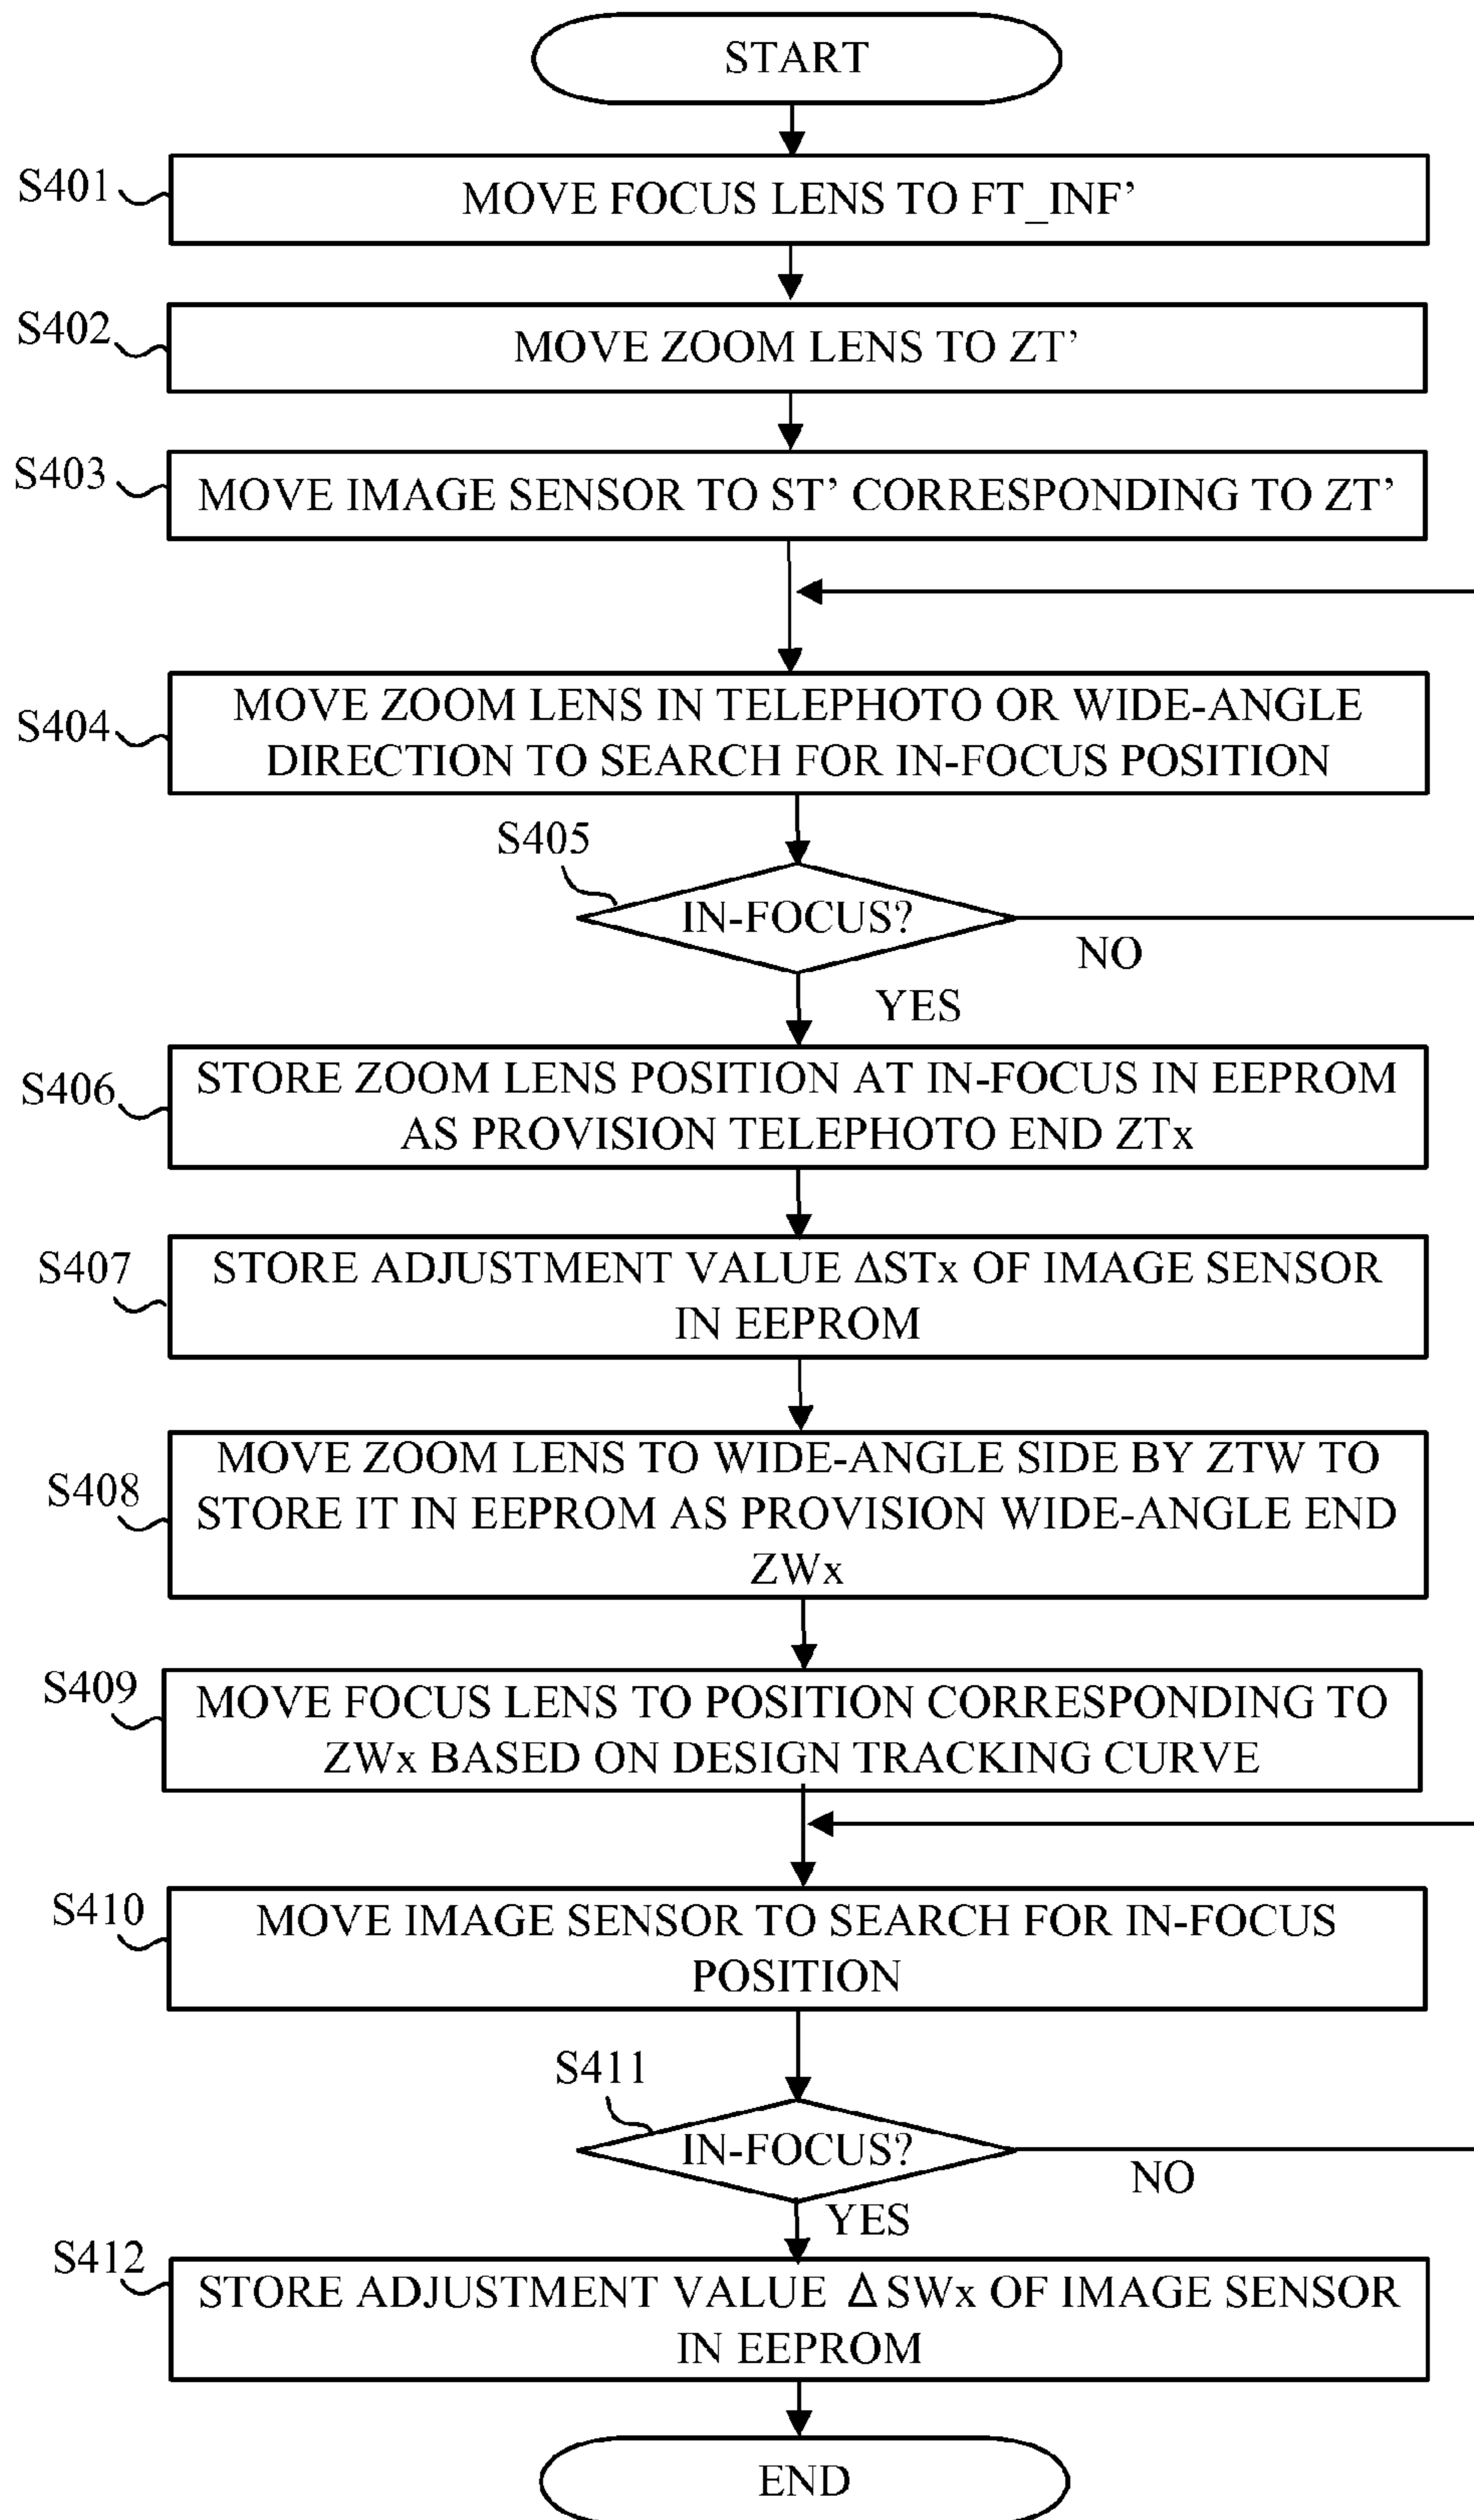 START
S401
MOVE FOCUS LENS TO FT_INF’
S402
MOVE ZOOM LENS TO ZT’
S403
MOVE IMAGE SENSOR TO ST’ CORRESPONDING TO ZT’
S404
MOVE ZOOM LENS IN TELEPHOTO OR WIDE-ANGLE
DIRECTION TO SEARCH FOR IN-FOCUS POSITION
S405
IN-FOCUS?
NO
YES
S406
STORE ZOOM LENS POSITION AT IN-FOCUS IN EEPROM
AS PROVISION TELEPHOTO END ZTx
S407
STORE ADJUSTMENT VALUE ΔSTx OF IMAGE SENSOR
IN EEPROM
S408
MOVE ZOOM LENS TO WIDE-ANGLE SIDE BY ZTW TO
STORE IT IN EEPROM AS PROVISION WIDE-ANGLE END
ZWx
S409
MOVE FOCUS LENS TO POSITION CORRESPONDING TO
ZWx BASED ON DESIGN TRACKING CURVE
S410
MOVE IMAGE SENSOR TO SEARCH FOR IN-FOCUS
POSITION
S411
IN-FOCUS?
NO
YES
S412
STORE ADJUSTMENT VALUE Δ SWx OF IMAGE SENSOR
IN EEPROM
END